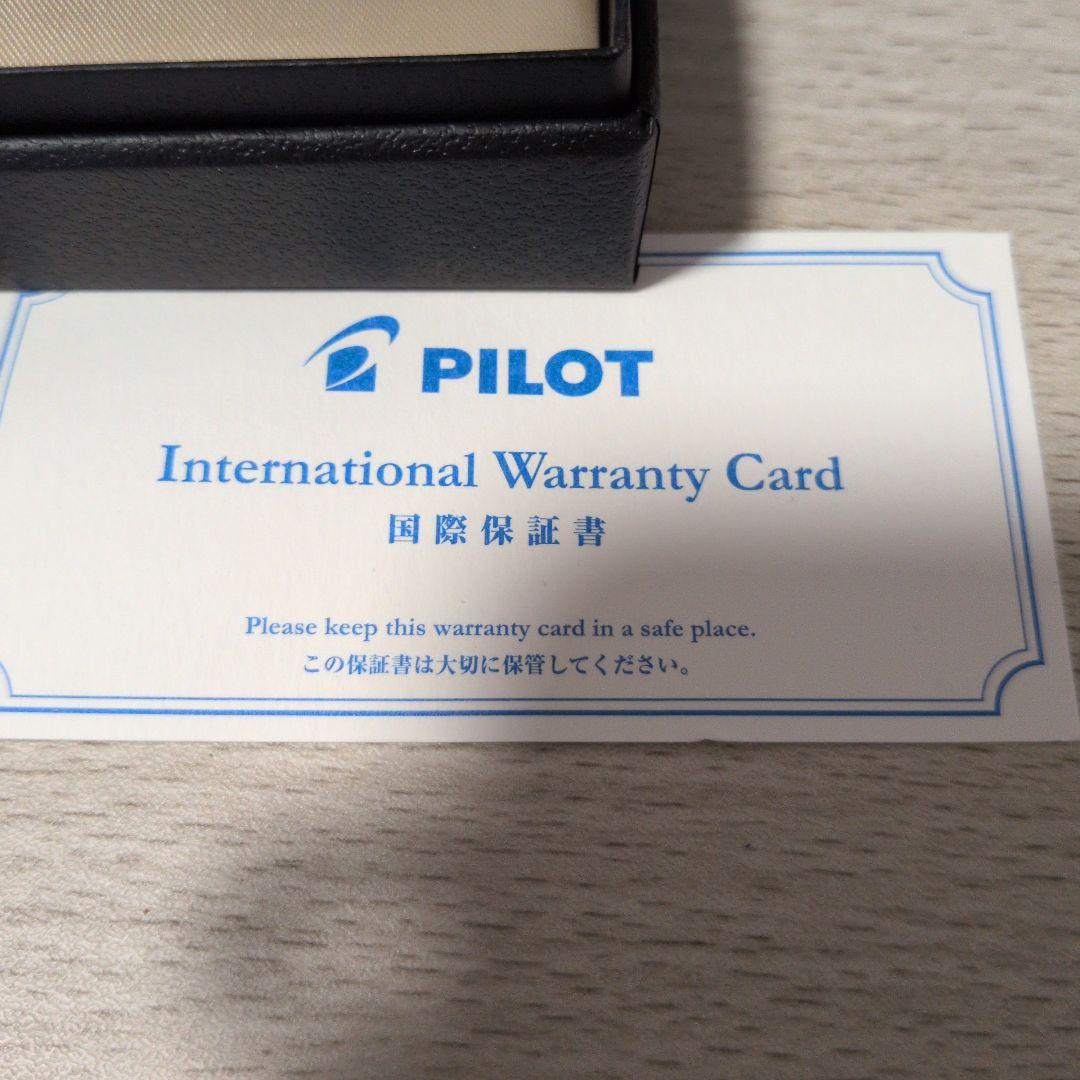 PILOT
International Warranty Card
国際保証書
Please keep this warranty card in a safe place.
この保証書は大切に保管してください。